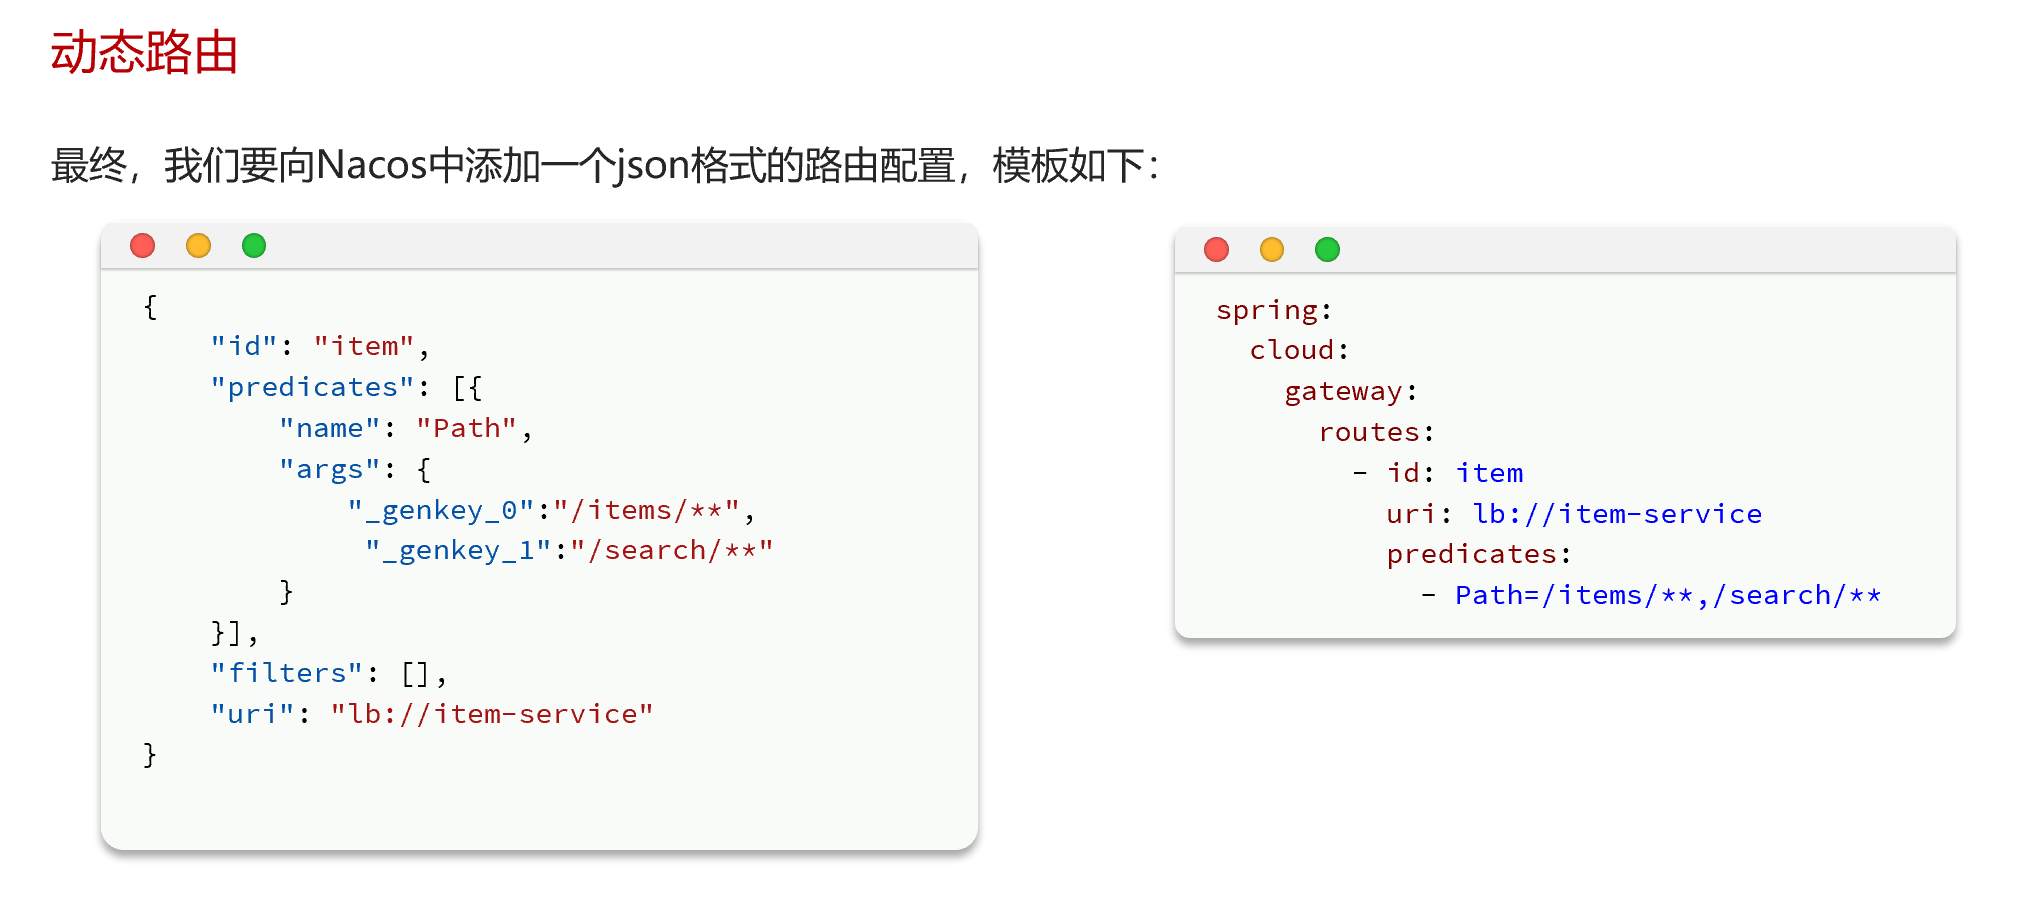 动态路由
最终，我们要向Nacos中添加一个json格式的路由配置，模板如下：
{
    "id": "item",
    "predicates": [{
        "name": "Path",
        "args": {
            "_genkey_0":"/items/**",
             "_genkey_1":"/search/**"
        }
    }],
    "filters": [],
    "uri": "lb://item-service"
}
spring:
  cloud:
    gateway:
      routes:
        - id: item
          uri: lb://item-service
          predicates:
            - Path=/items/**,/search/**